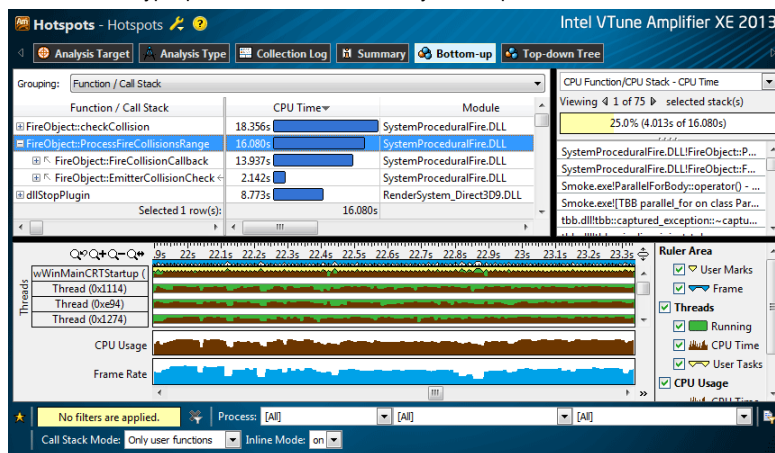 Hotspots - Hotspots
Intel VTune Amplifier XE 2013
Analysis Target
Analysis Type
Collection Log
Summary
Bottom-up
Top-down Tree
Grouping: Function / Call Stack
CPU Function/CPU Stack - CPU Time
Function / Call Stack
CPU Time
Module
Viewing 1 of 75 selected stack(s)
25.0% (4.013s of 16.080s)
FireObject::checkCollision 18.356s SystemProceduralFire.DLL
FireObject::ProcessFireCollisionsRange 16.080s SystemProceduralFire.DLL
FireObject::FireCollisionCallback 13.937s SystemProceduralFire.DLL
FireObject::EmitterCollisionCheck 2.142s SystemProceduralFire.DLL
dllStopPlugin 8.773s RenderSystem_Direct3D9.DLL
Selected 1 row(s): 16.080s
SystemProceduralFire.DLL!FireObject::P...
SystemProceduralFire.DLL!FireObject::F...
Smoke.exe!ParallelForBody::operator() - ...
Smoke.exe![TBB parallel_for on class Par...
tbb.dll!tbb::captured_exception::~captu...
.9s 22s 22.1s 22.2s 22.3s 22.4s 22.5s 22.6s 22.7s 22.8s 22.9s 23s 23.1s 23.2s 23.3s
Threads
wWinMainCRTStartup (
Thread (0x1114)
Thread (0xe94)
Thread (0x1274)
CPU Usage
Frame Rate
Ruler Area
User Marks
Frame
Threads
Running
CPU Time
User Tasks
CPU Usage
CPU Time
No filters are applied.
Process: [All] [All] [All]
Call Stack Mode: Only user functions
Inline Mode: on